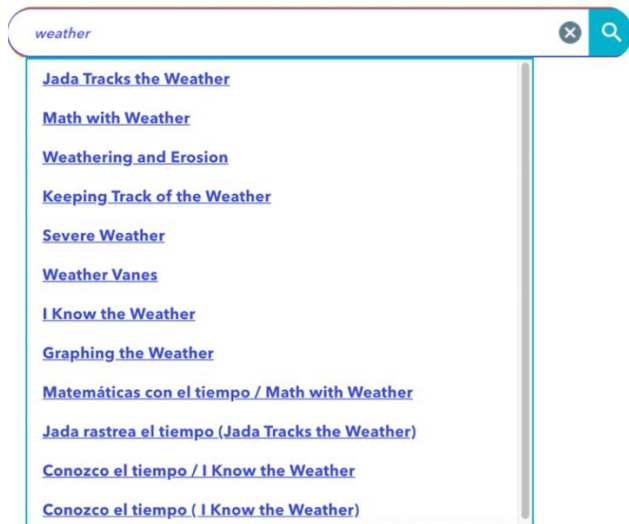 weather
Jada Tracks the Weather
Math with Weather
Weathering and Erosion
Keeping Track of the Weather
Severe Weather
Weather Vanes
I Know the Weather
Graphing the Weather
Matemáticas con el tiempo / Math with Weather
Jada rastrea el tiempo (Jada Tracks the Weather)
Conozco el tiempo / I Know the Weather
Conozco el tiempo ( I Know the Weather)